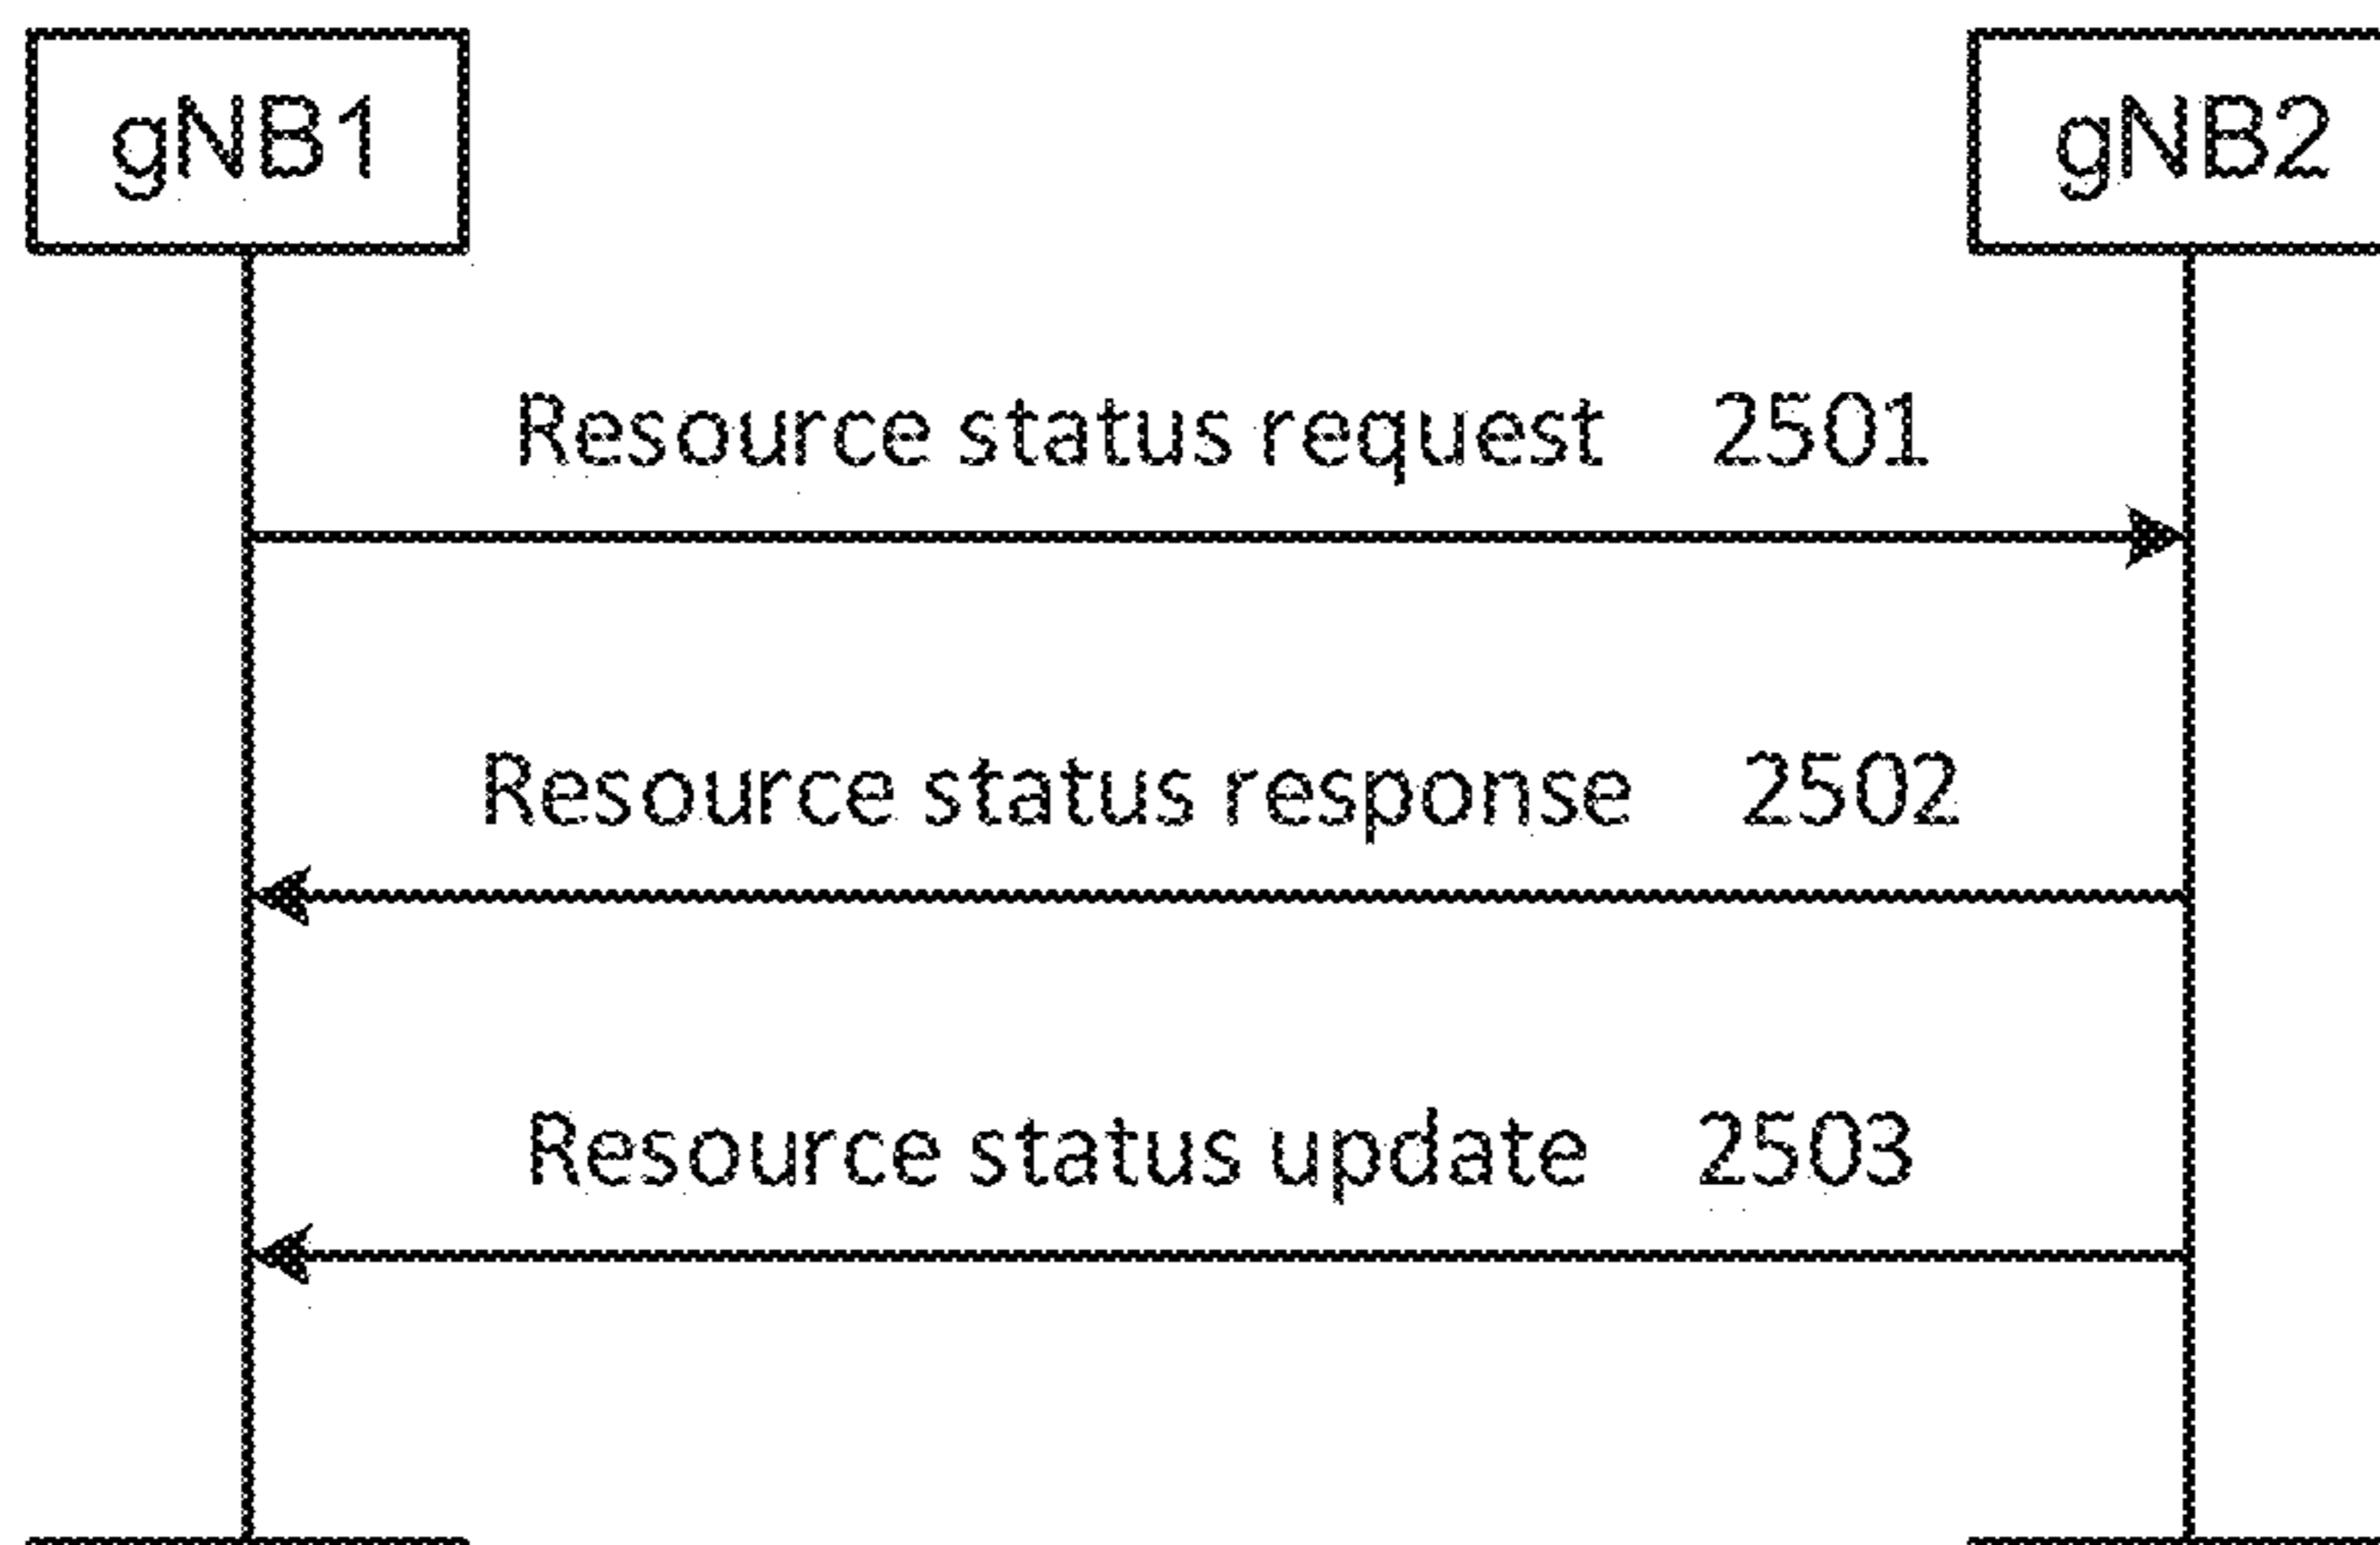 gNB1 gNB2
Resource status request 2501
Resource status response 2502
Resource status update 2503